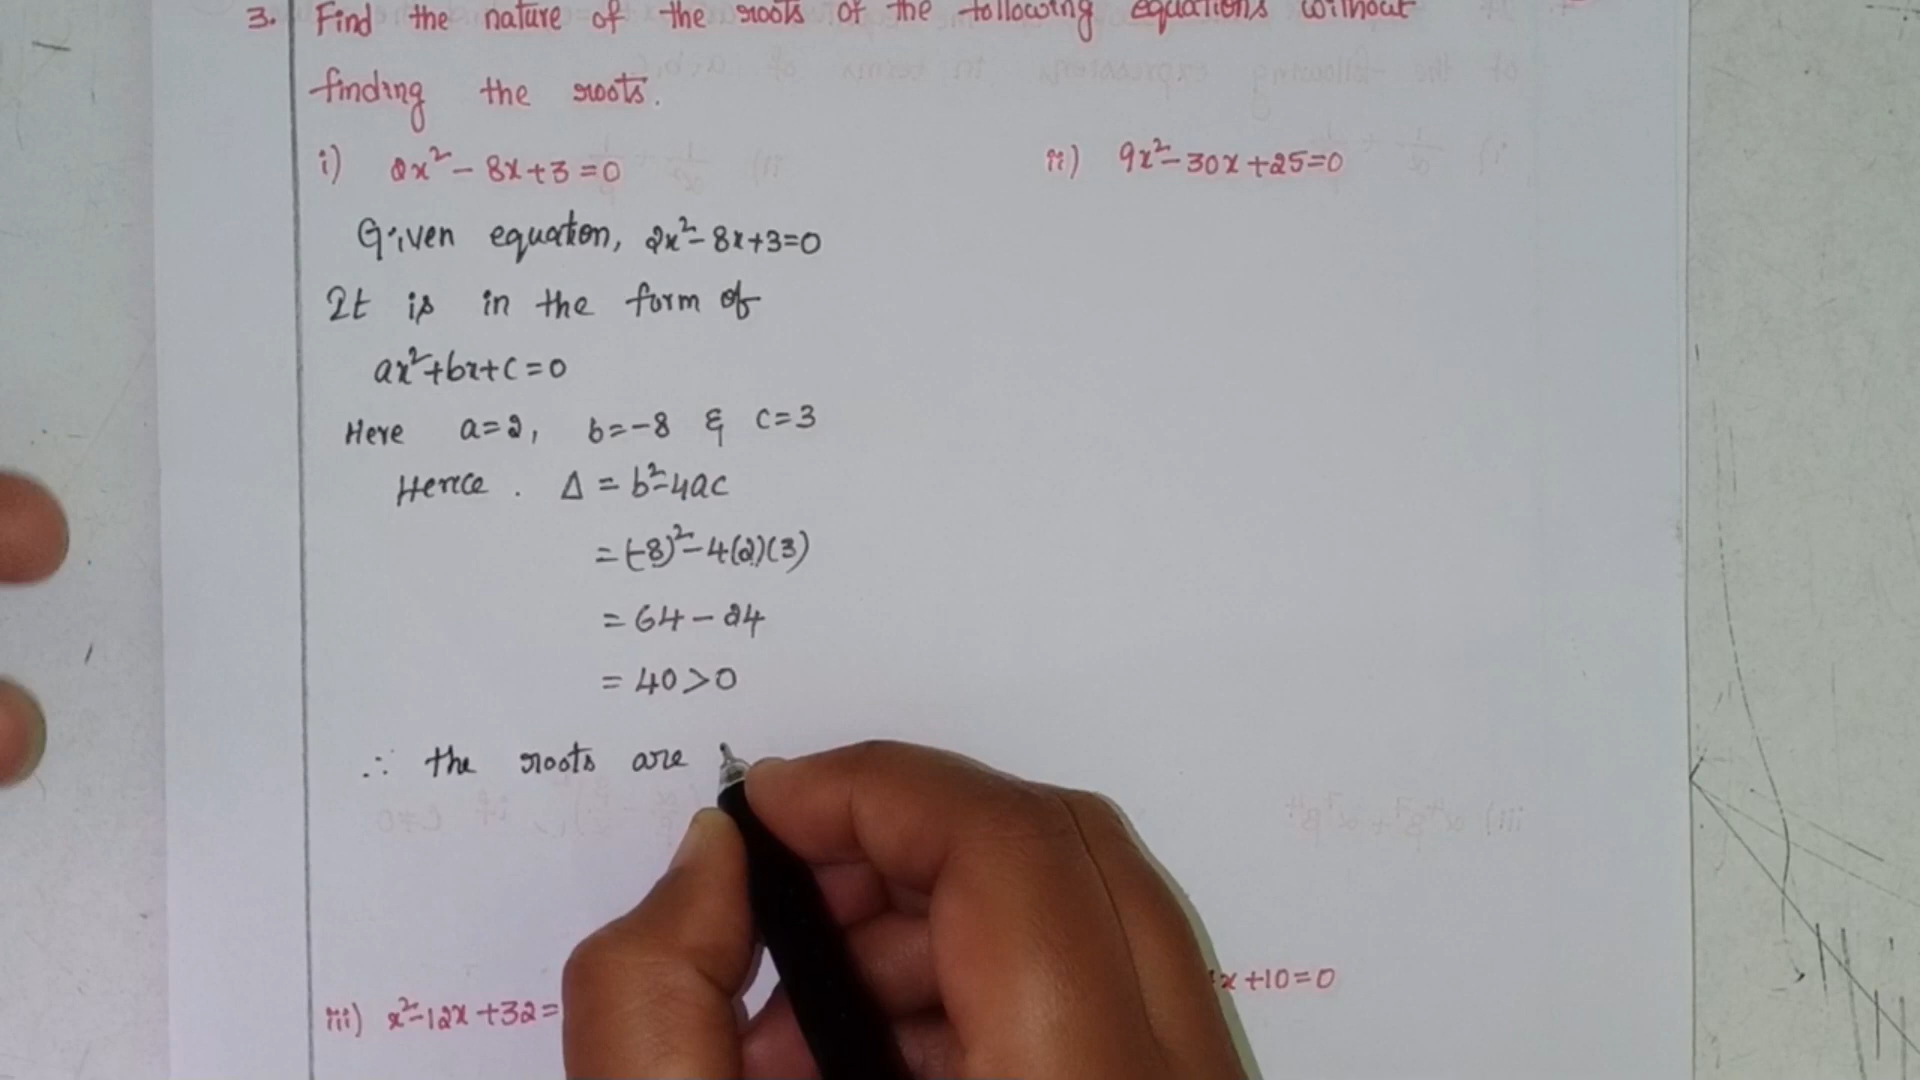 3. Find the nature of the roots of the following equations without
finding the roots.
i) 2x² - 8x + 3 = 0
ii) 9x² - 30x + 25 = 0
Given equation, 2x² - 8x + 3 = 0
It is in the form of
ax² + bx + c = 0
Here a = 2, b = -8 & c = 3
Hence . Δ = b² - 4ac
= (-8)² - 4(2)(3)
= 64 - 24
= 40 > 0
∴ the roots are
iii) x² - 12x + 32 =
x + 10 = 0